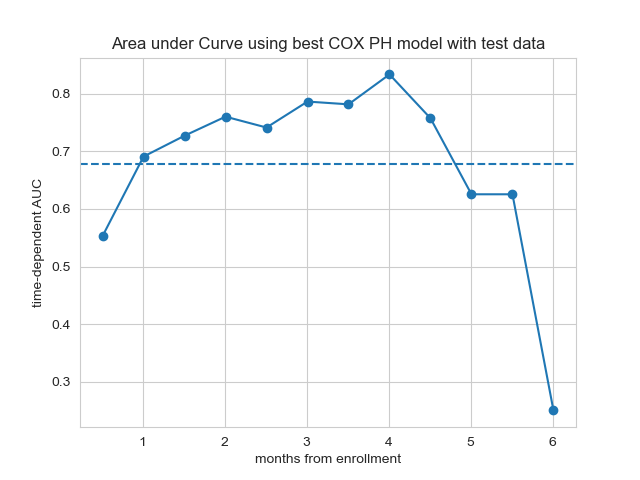 Area under Curve using best COX PH model with test data
time-dependent AUC
0.8
0.7
0.6
0.5
0.4
0.3
1 2 3 4 5 6
months from enrollment